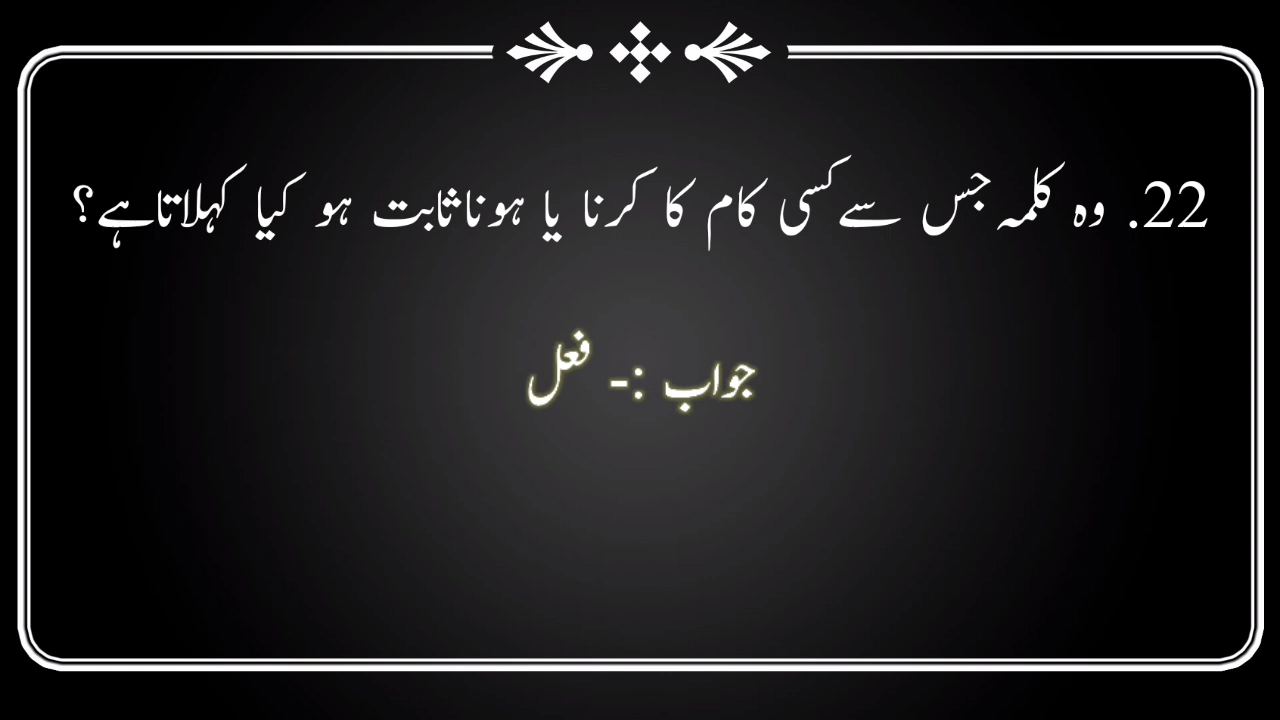 22. وہ کلمہ جس سے کسی کام کا کرنا یا ہونا ثابت ہو کیا کہلاتا ہے؟
جواب :- فعل